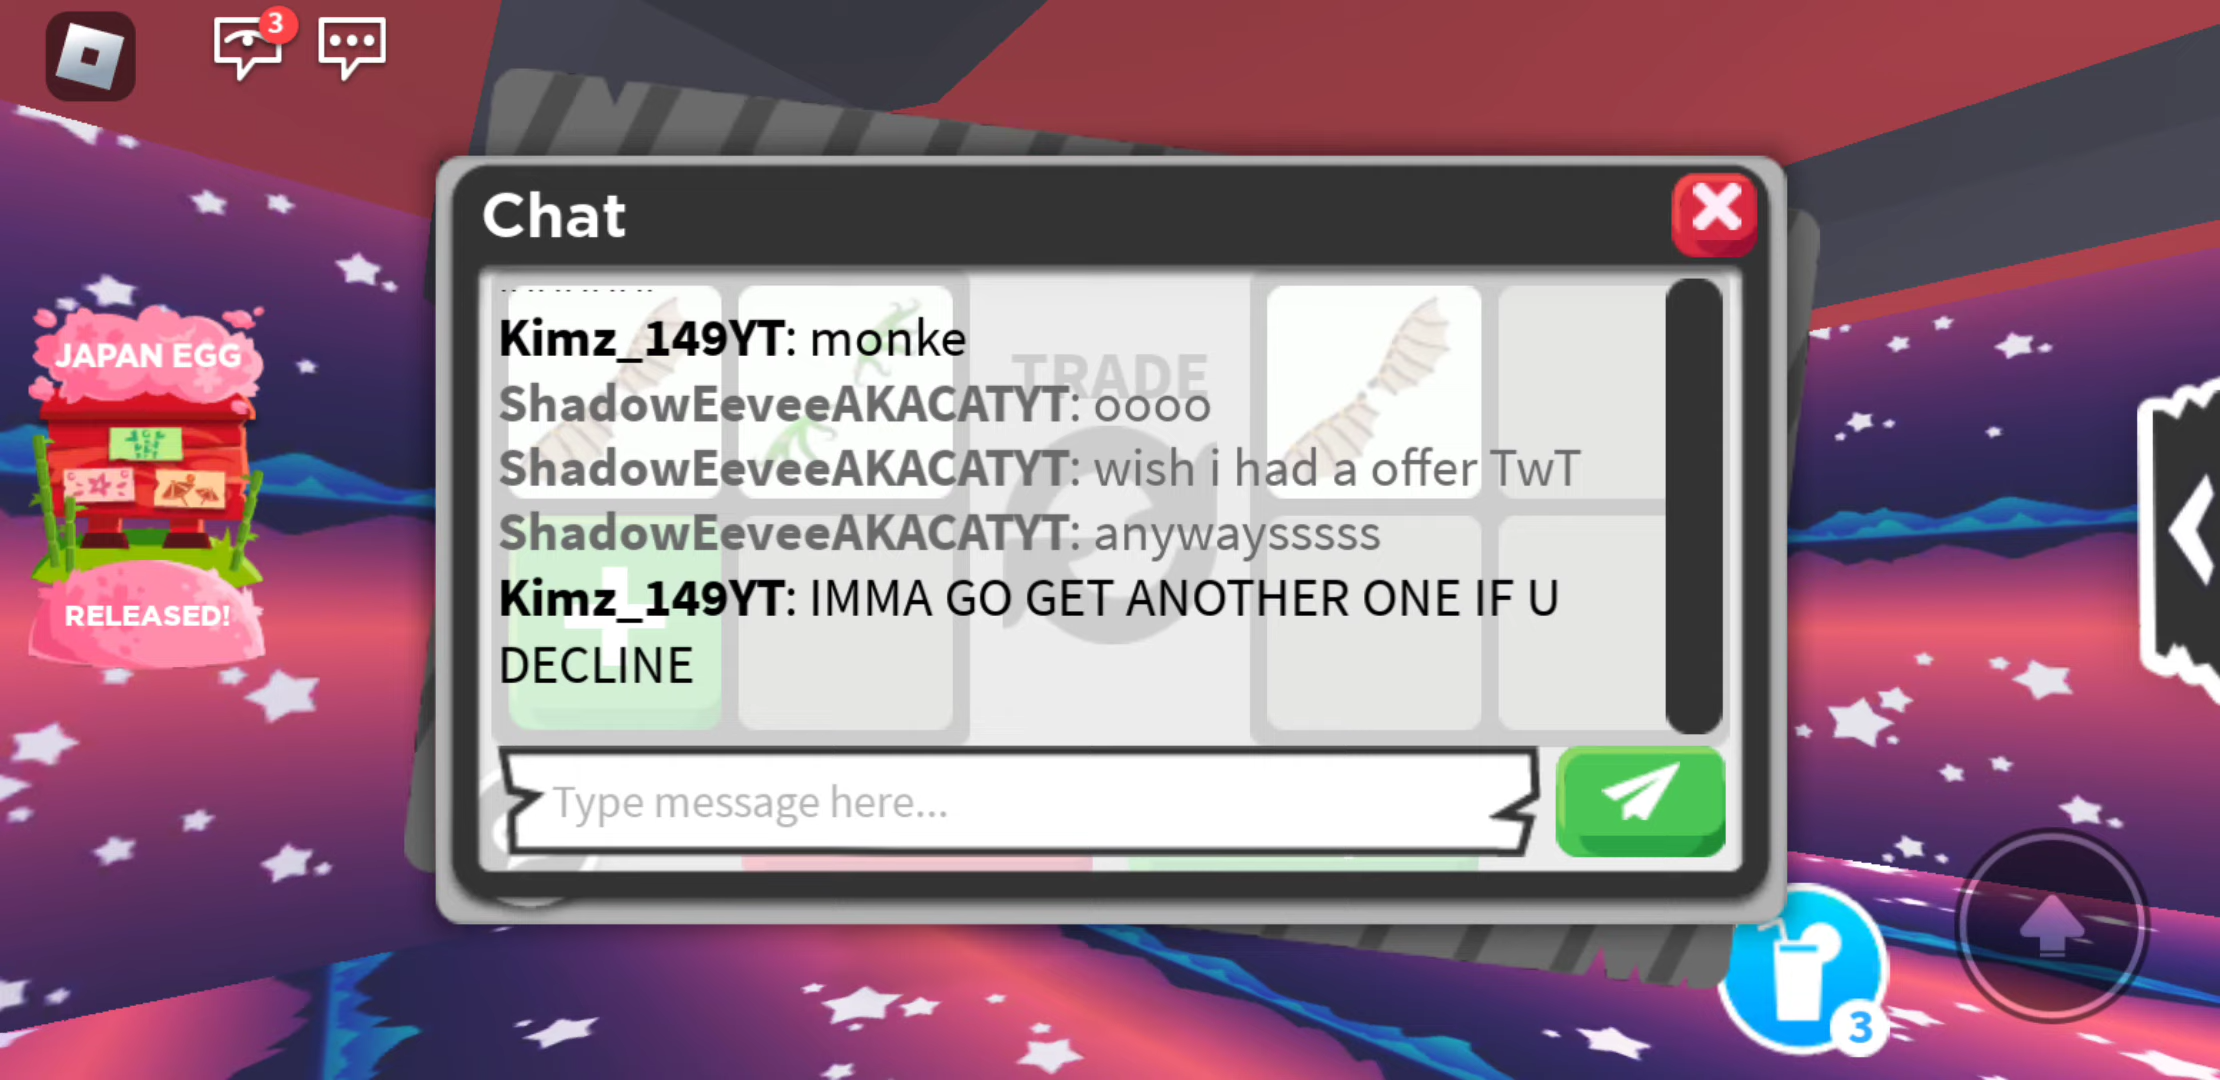 3
Chat
Kimz_149YT: monke
ShadowEeveeAKACATYT: oooo
ShadowEeveeAKACATYT: wish i had a offer TwT
ShadowEeveeAKACATYT: anywaysssss
Kimz_149YT: IMMA GO GET ANOTHER ONE IF U
DECLINE
TRADE
Type message here...
JAPAN EGG
RELEASED!
3